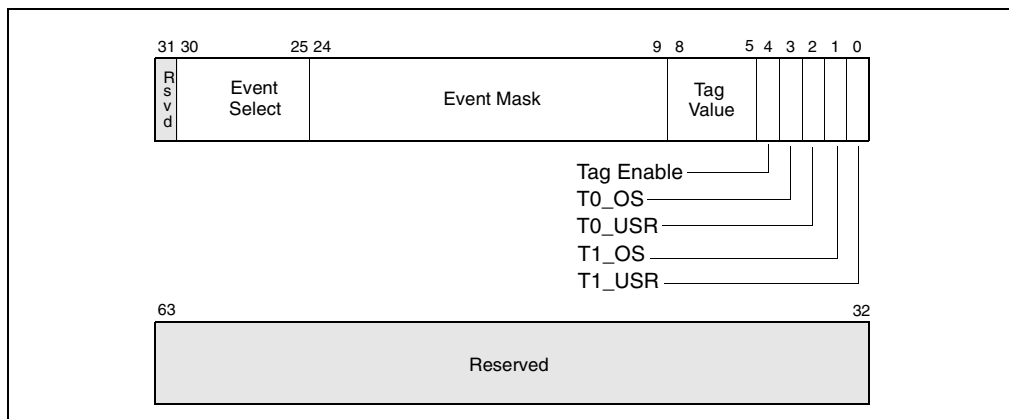 31 30 25 24 9 8 5 4 3 2 1 0
Rsvd
Event Select
Event Mask
Tag Value
Tag Enable
T0_OS
T0_USR
T1_OS
T1_USR
63 32
Reserved